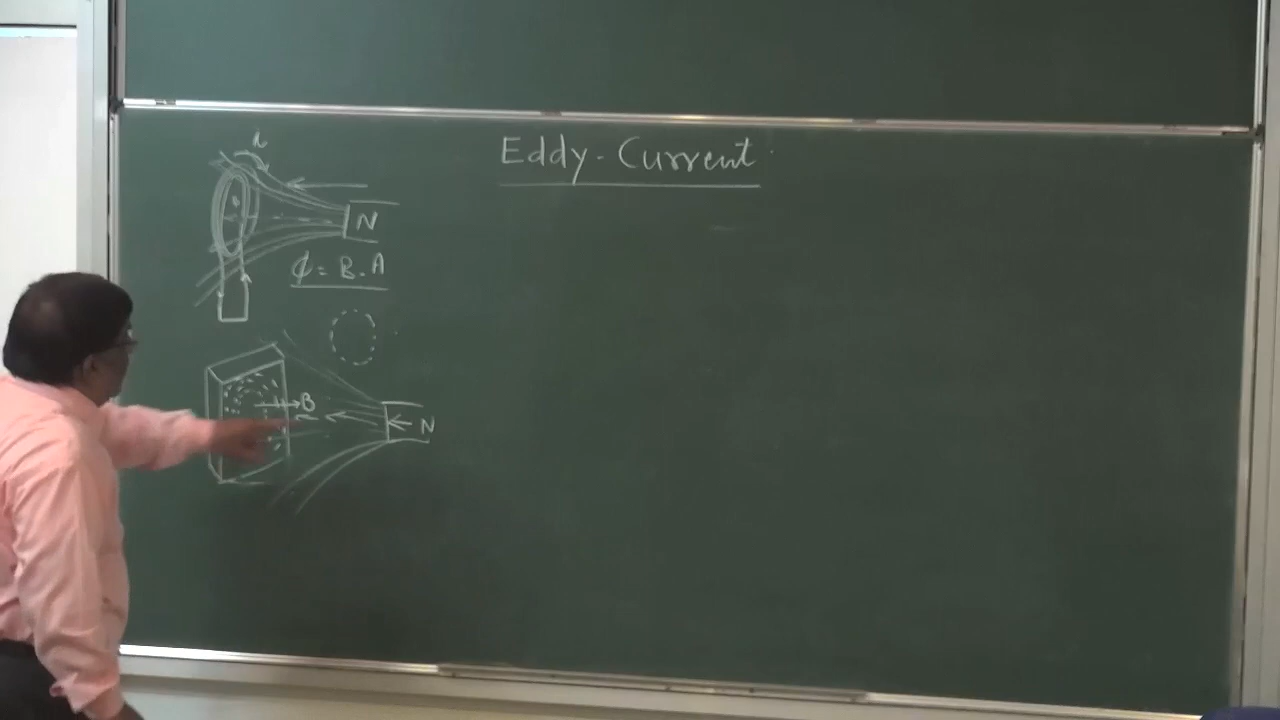 Eddy-Current
N
ϕ = B.A
B
N